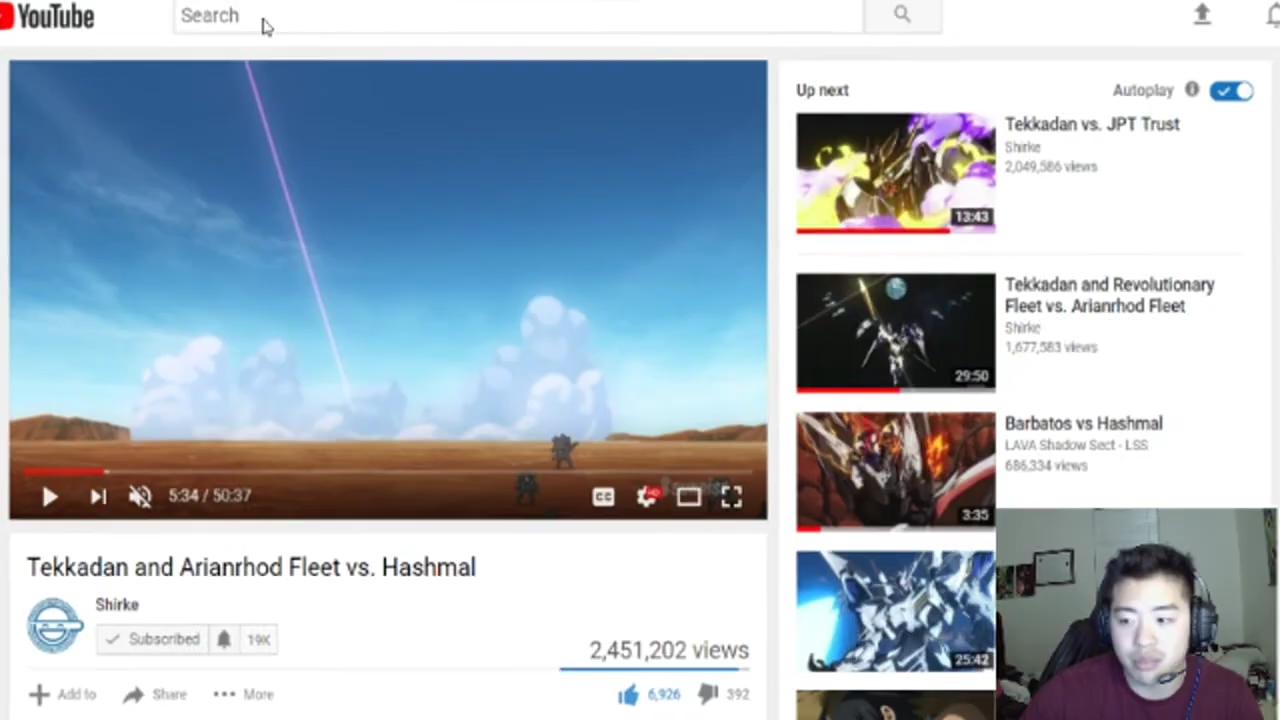 YouTube
Search
Up next
Autoplay
Tekkadan vs. JPT Trust
Shirke
2,049,586 views
13:43
Tekkadan and Revolutionary
Fleet vs. Arianrhod Fleet
Shirke
1,677,583 views
29:50
Barbatos vs Hashmal
LAVA Shadow Sect - LSS
686,334 views
3:35
25:42
5:34 / 50:37
CC
HD
Tekkadan and Arianrhod Fleet vs. Hashmal
Shirke
Subscribed
19K
2,451,202 views
Add to
Share
More
6,926
392